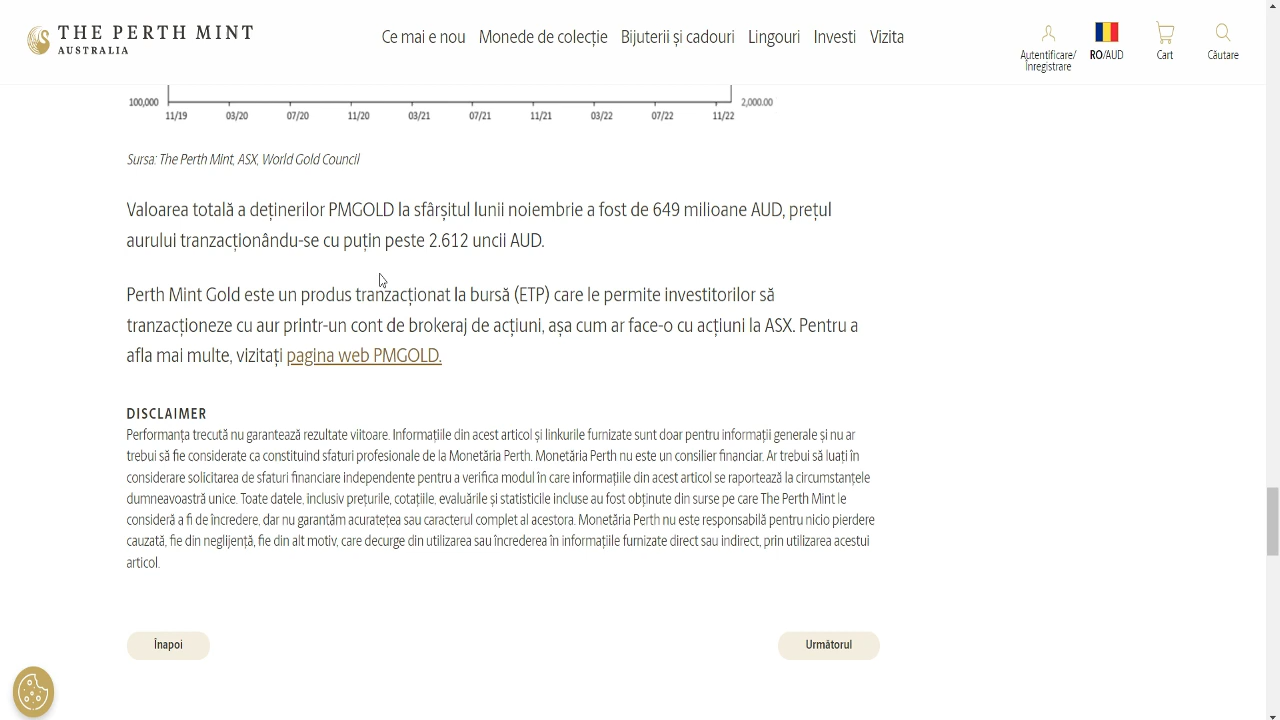 THE PERTH MINT
AUSTRALIA
Ce mai e nou Monede de colecție Bijuterii și cadouri Lingouri Investi Vizita
Autentificare/
Înregistrare
RO/AUD
Cart
Căutare
100,000 2,000.00
11/19 03/20 07/20 11/20 03/21 07/21 11/21 03/22 07/22 11/22
Sursa: The Perth Mint, ASX, World Gold Council
Valoarea totală a deținerilor PMGOLD la sfârșitul lunii noiembrie a fost de 649 milioane AUD, prețul
aurului tranzacționându-se cu puțin peste 2.612 uncii AUD.
Perth Mint Gold este un produs tranzacționat la bursă (ETP) care le permite investitorilor să
tranzacționeze cu aur printr-un cont de brokeraj de acțiuni, așa cum ar face-o cu acțiuni la ASX. Pentru a
afla mai multe, vizitați pagina web PMGOLD.
DISCLAIMER
Performanța trecută nu garantează rezultate viitoare. Informațiile din acest articol și linkurile furnizate sunt doar pentru informații generale și nu ar
trebui să fie considerate ca constituind sfaturi profesionale de la Monetăria Perth. Monetăria Perth nu este un consilier financiar. Ar trebui să luați în
considerare solicitarea de sfaturi financiare independente pentru a verifica modul în care informațiile din acest articol se raportează la circumstanțele
dumneavoastră unice. Toate datele, inclusiv prețurile, cotațiile, evaluările și statisticile incluse au fost obținute din surse pe care The Perth Mint le
consideră a fi de încredere, dar nu garantăm acuratețea sau caracterul complet al acestora. Monetăria Perth nu este responsabilă pentru nicio pierdere
cauzată, fie din neglijență, fie din alt motiv, care decurge din utilizarea sau încrederea în informațiile furnizate direct sau indirect, prin utilizarea acestui
articol.
Înapoi Următorul